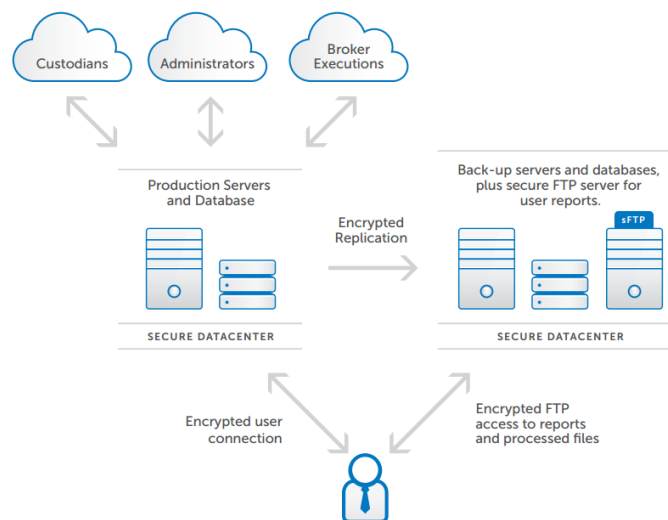 Custodians
Administrators
Broker
Executions
Production Servers
and Database
Back-up servers and databases,
plus secure FTP server for
user reports.
sFTP
Encrypted
Replication
SECURE DATACENTER
SECURE DATACENTER
Encrypted user
connection
Encrypted FTP
access to reports
and processed files